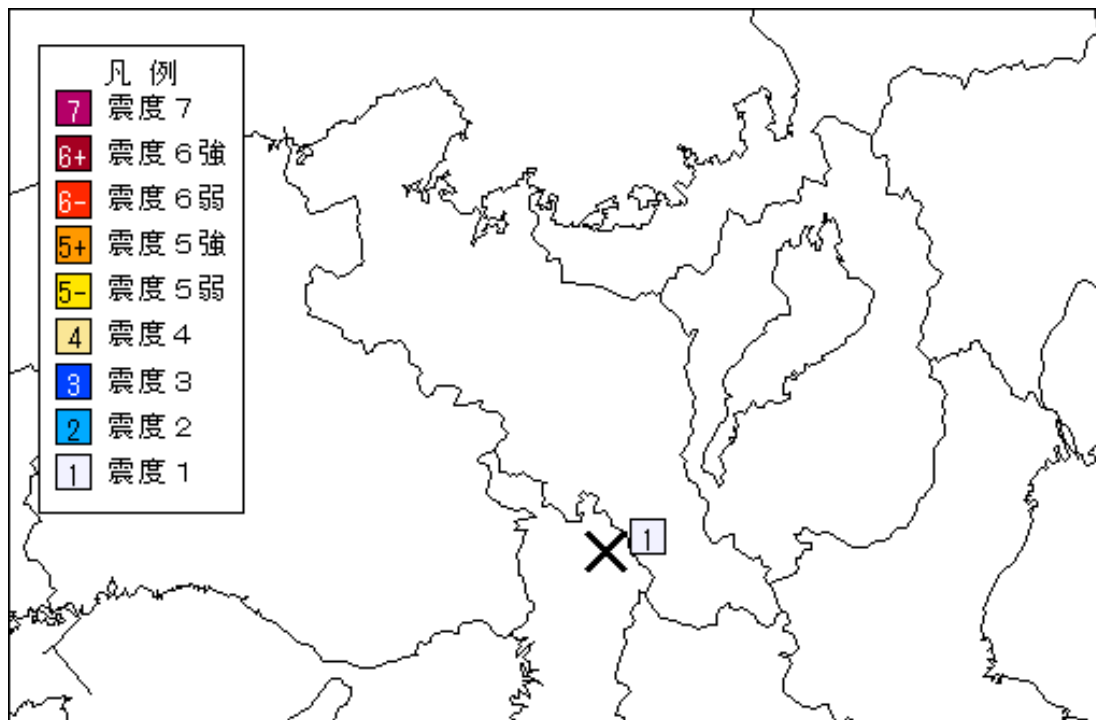 凡 例
7 震度７
6+ 震度６強
6- 震度６弱
5+ 震度５強
5- 震度５弱
4 震度４
3 震度３
2 震度２
1 震度１
1